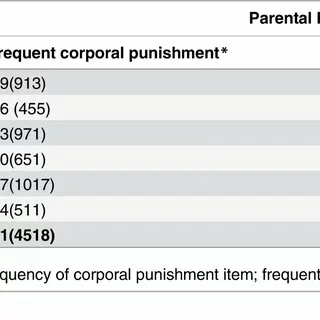 Parental
requent corporal punishment*
9(913)
6 (455)
3(971)
0(651)
7(1017)
4(511)
1(4518)
quency of corporal punishment item; frequent